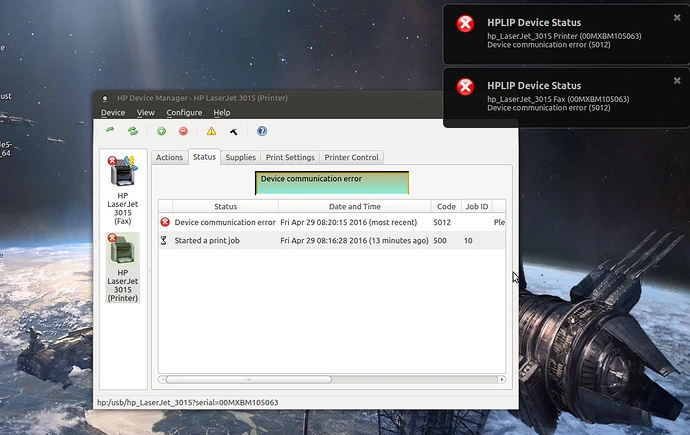 HPLIP Device Status
hp_LaserJet_3015 Printer (00MXBM105063)
Device communication error (5012)
HPLIP Device Status
hp_LaserJet_3015 Fax (00MXBM105063)
Device communication error (5012)
e
ust
les-
_64
HP Device Manager - HP LaserJet 3015 (Printer)
Device View Configure Help
Actions Status Supplies Print Settings Printer Control
HP
LaserJet
3015
(Fax)
HP
LaserJet
3015
(Printer)
Device communication error
Status Date and Time Code Job ID
Device communication error Fri Apr 29 08:20:15 2016 (most recent) 5012 Ple
Started a print job Fri Apr 29 08:16:28 2016 (13 minutes ago) 500 10
hp:/usb/hp_LaserJet_3015?serial=00MXBM105063